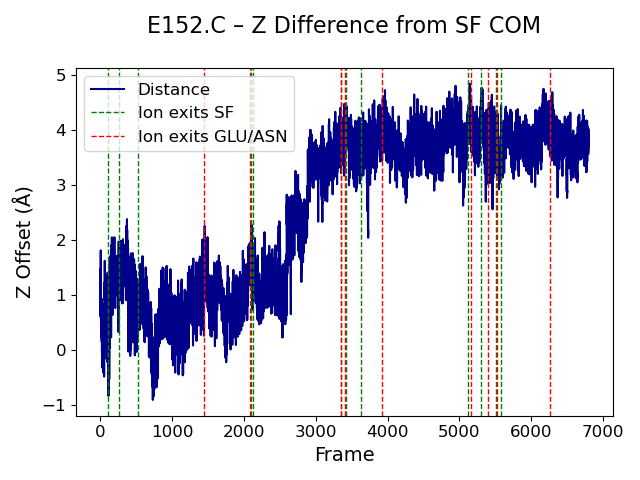 E152.C – Z Difference from SF COM
Distance
Ion exits SF
Ion exits GLU/ASN
Z Offset (Å)
5
4
3
2
1
0
−1
0 1000 2000 3000 4000 5000 6000 7000
Frame